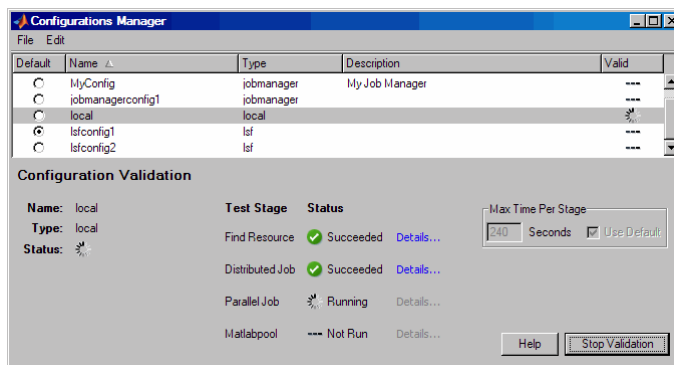 Configurations Manager
File Edit
Default Name Type Description Valid
MyConfig jobmanager My Job Manager ---
jobmanagerconfig1 jobmanager ---
local local
lsfconfig1 lsf ---
lsfconfig2 lsf ---
Configuration Validation
Name: local Test Stage Status Max Time Per Stage
Type: local Find Resource Succeeded Details... 240 Seconds Use Default
Status:
Distributed Job Succeeded Details...
Parallel Job Running Details...
Matlabpool --- Not Run Details...
Help Stop Validation